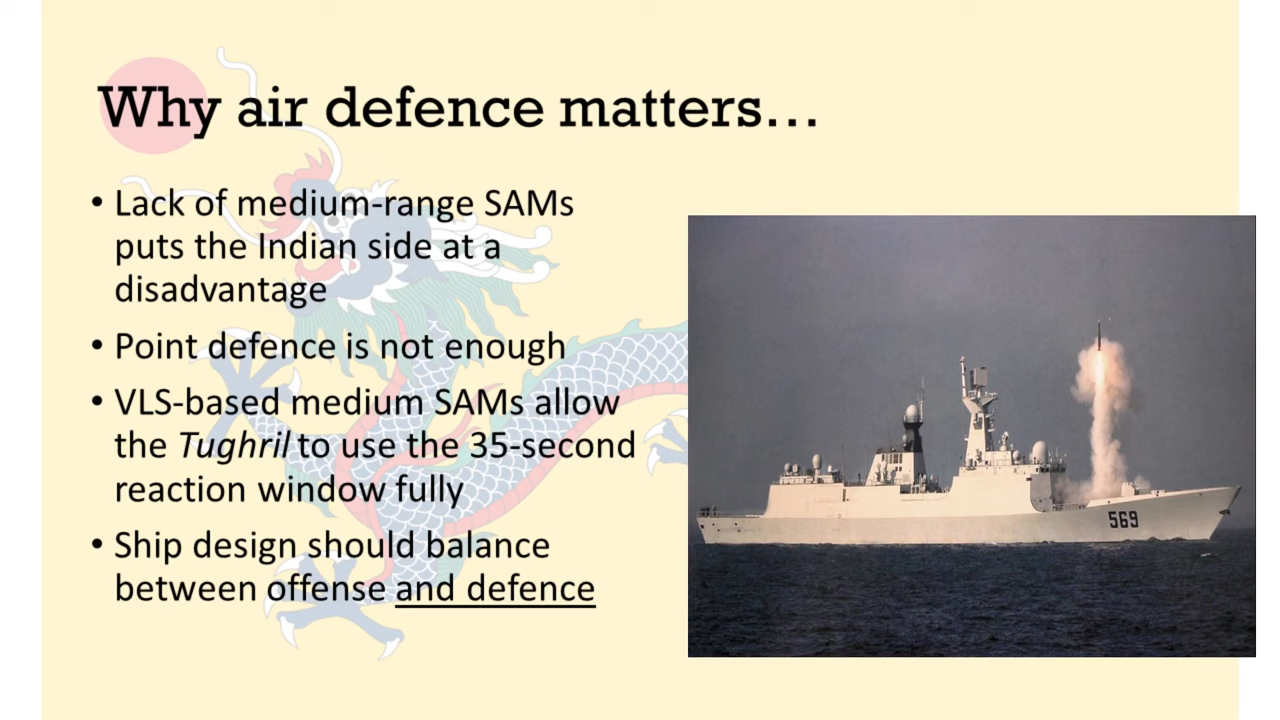 Why air defence matters…
• Lack of medium-range SAMs
puts the Indian side at a
disadvantage
• Point defence is not enough
• VLS-based medium SAMs allow
the Tughril to use the 35-second
reaction window fully
• Ship design should balance
between offense and defence
569